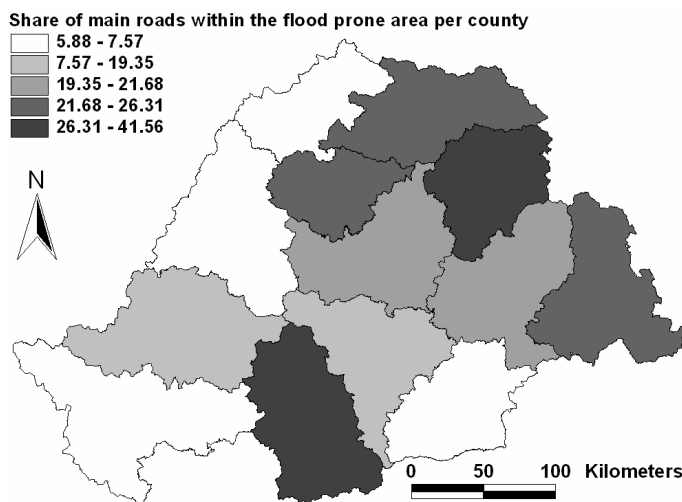 Share of main roads within the flood prone area per county
5.88 - 7.57
7.57 - 19.35
19.35 - 21.68
21.68 - 26.31
26.31 - 41.56
N
0 50 100 Kilometers